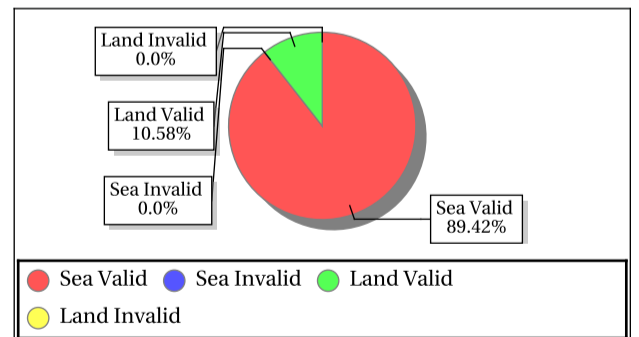 Land Invalid
0.0%
Land Valid
10.58%
Sea Invalid
0.0%
Sea Valid
89.42%
Sea Valid Sea Invalid Land Valid
Land Invalid